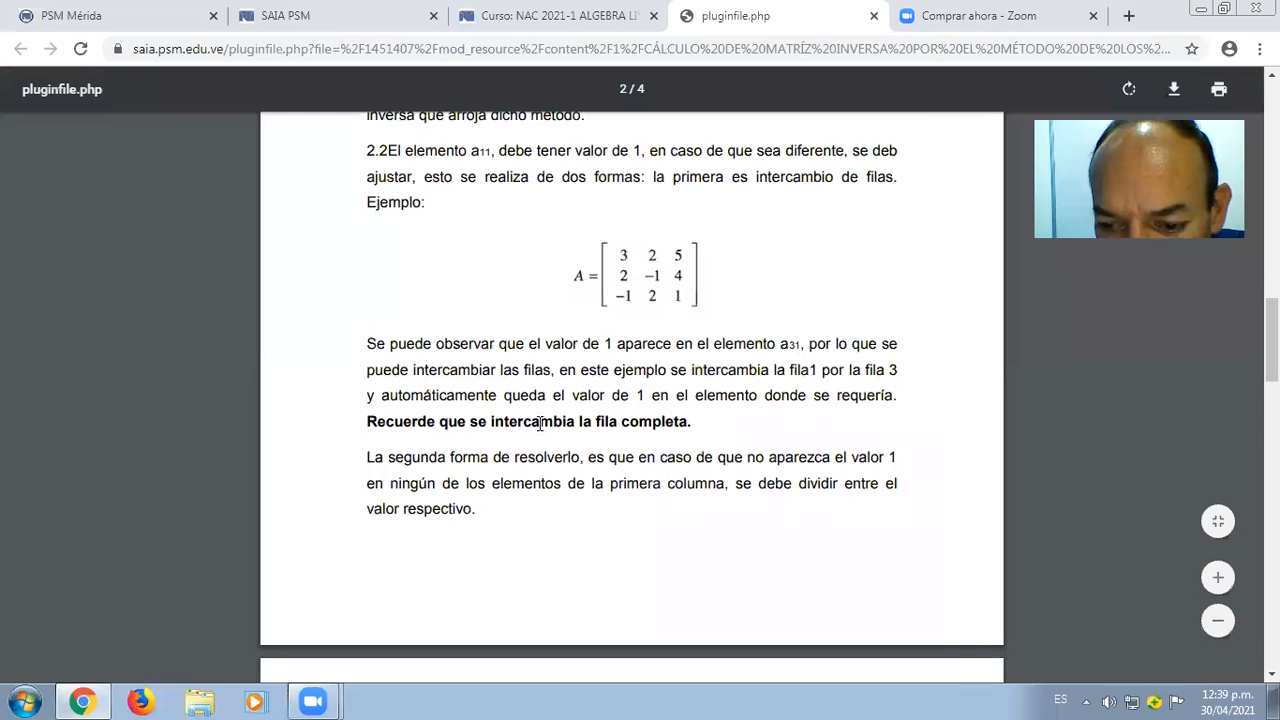 PSM Mérida
SAIA PSM
Curso: NAC 2021-1 ALGEBRA LI
pluginfile.php
Comprar ahora - Zoom
saia.psm.edu.ve/pluginfile.php?file=%2F1451407%2Fmod_resource%2Fcontent%2F1%2FCÁLCULO%20DE%20MATRÍZ%20INVERSA%20POR%20EL%20MÉTODO%20DE%20LOS%20...
pluginfile.php
2 / 4
inversa que arroja dicho método.
2.2El elemento a11, debe tener valor de 1, en caso de que sea diferente, se deb
ajustar, esto se realiza de dos formas: la primera es intercambio de filas.
Ejemplo:
3 2 5
A = 2 −1 4
−1 2 1
Se puede observar que el valor de 1 aparece en el elemento a31, por lo que se
puede intercambiar las filas, en este ejemplo se intercambia la fila1 por la fila 3
y automáticamente queda el valor de 1 en el elemento donde se requería.
Recuerde que se intercambia la fila completa.
La segunda forma de resolverlo, es que en caso de que no aparezca el valor 1
en ningún de los elementos de la primera columna, se debe dividir entre el
valor respectivo.
ES
12:39 p.m.
30/04/2021